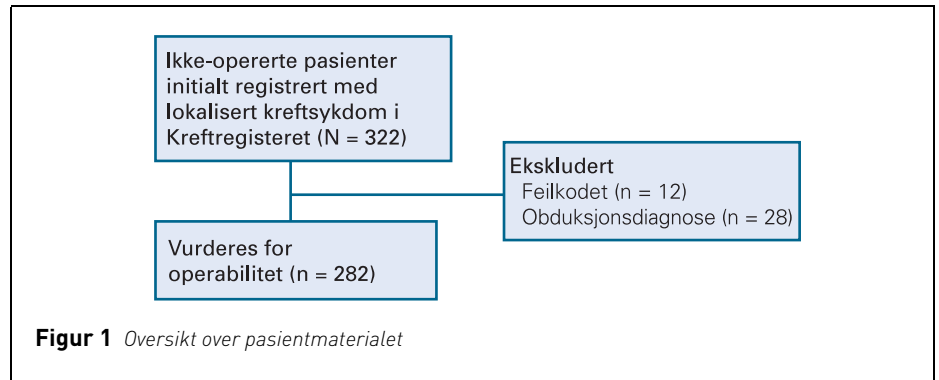 Ikke-opererte pasienter
initialt registrert med
lokalisert kreftsykdom i
Kreftregisteret (N = 322)
Ekskludert
Feilkodet (n = 12)
Obduksjonsdiagnose (n = 28)
Vurderes for
operabilitet (n = 282)
Figur 1 Oversikt over pasientmaterialet